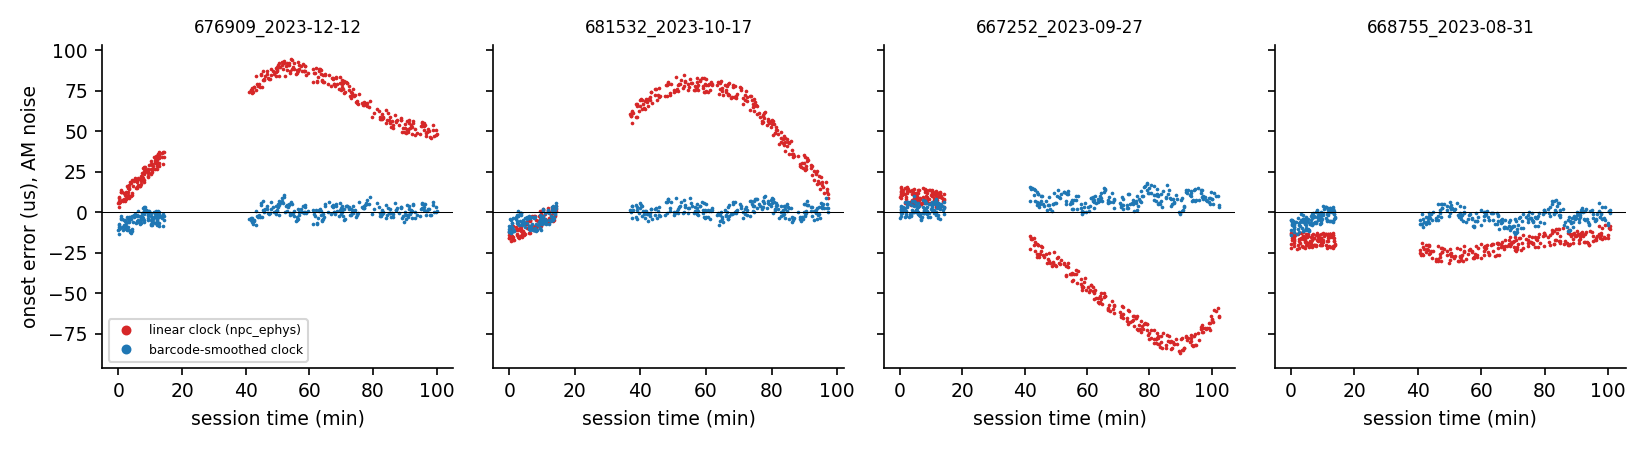 676909_2023-12-12
681532_2023-10-17
667252_2023-09-27
668755_2023-08-31
onset error (us), AM noise
100
75
50
25
0
−25
−50
−75
linear clock (npc_ephys)
barcode-smoothed clock
0 20 40 60 80 100
0 20 40 60 80 100
0 20 40 60 80 100
0 20 40 60 80 100
session time (min)
session time (min)
session time (min)
session time (min)